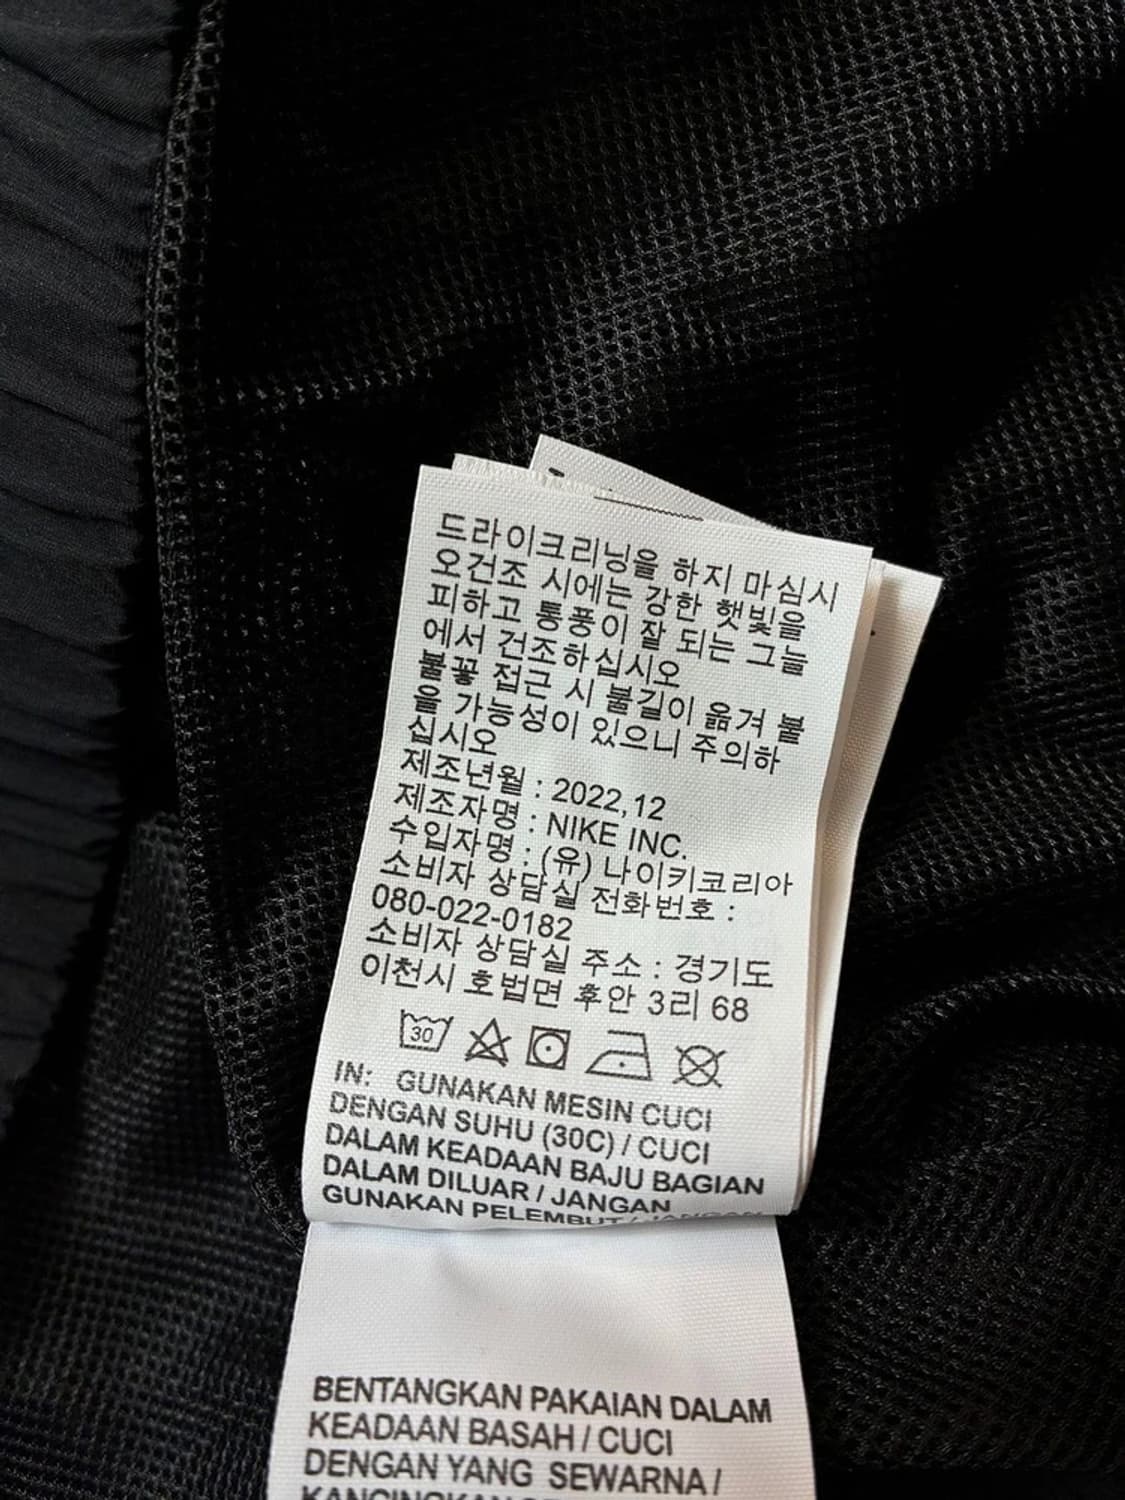 드라이크리닝을 하지 마십시
오건조 시에는 강한 햇빛을
피하고 통풍이 잘 되는 그늘
에서 건조하십시오
불꽃 접근 시 불길이 옮겨 붙
을 가능성이 있으니 주의하
십시오
제조년월 : 2022,12
제조자명 : NIKE INC.
수입자명 : (유) 나이키코리아
소비자 상담실 전화번호 :
080-022-0182
소비자 상담실 주소 : 경기도
이천시 호법면 후안 3리 68
30
IN: GUNAKAN MESIN CUCI
DENGAN SUHU (30C) / CUCI
DALAM KEADAAN BAJU BAGIAN
DALAM DILUAR / JANGAN
GUNAKAN PELEMBUT / JANGAN
BENTANGKAN PAKAIAN DALAM
KEADAAN BASAH / CUCI
DENGAN YANG SEWARNA /